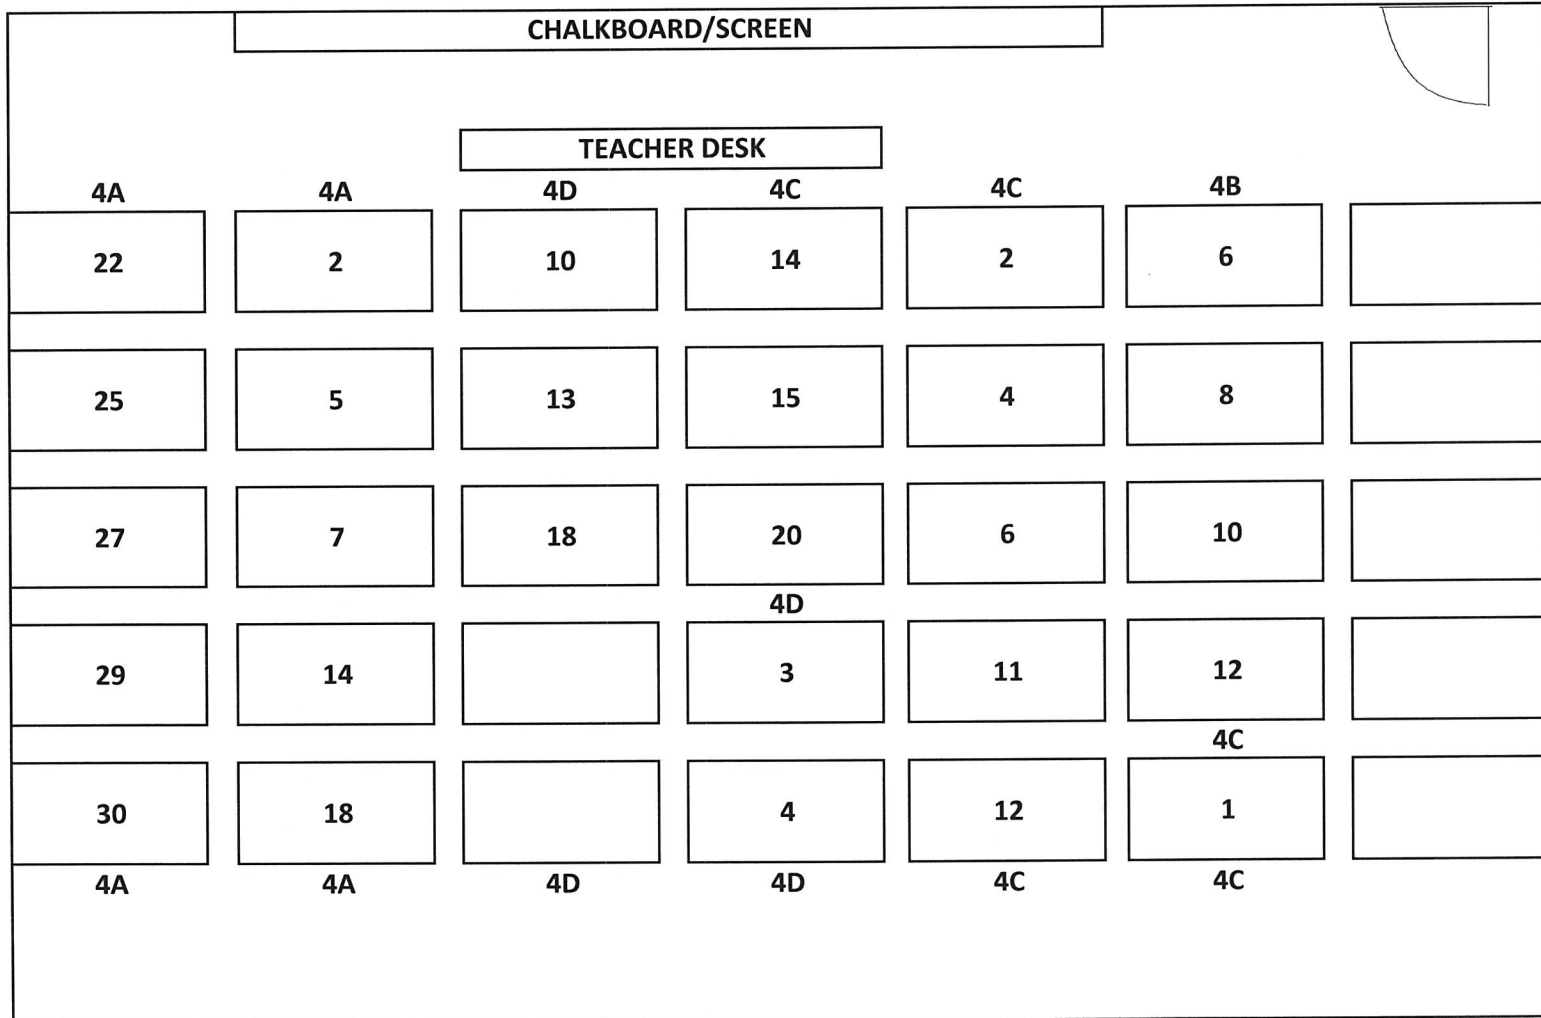 CHALKBOARD/SCREEN
TEACHER DESK
4A 4A 4D 4C 4C 4B
22 2 10 14 2 6
25 5 13 15 4 8
27 7 18 20 6 10
4D
29 14 3 11 12
4C
30 18 4 12 1
4A 4A 4D 4D 4C 4C